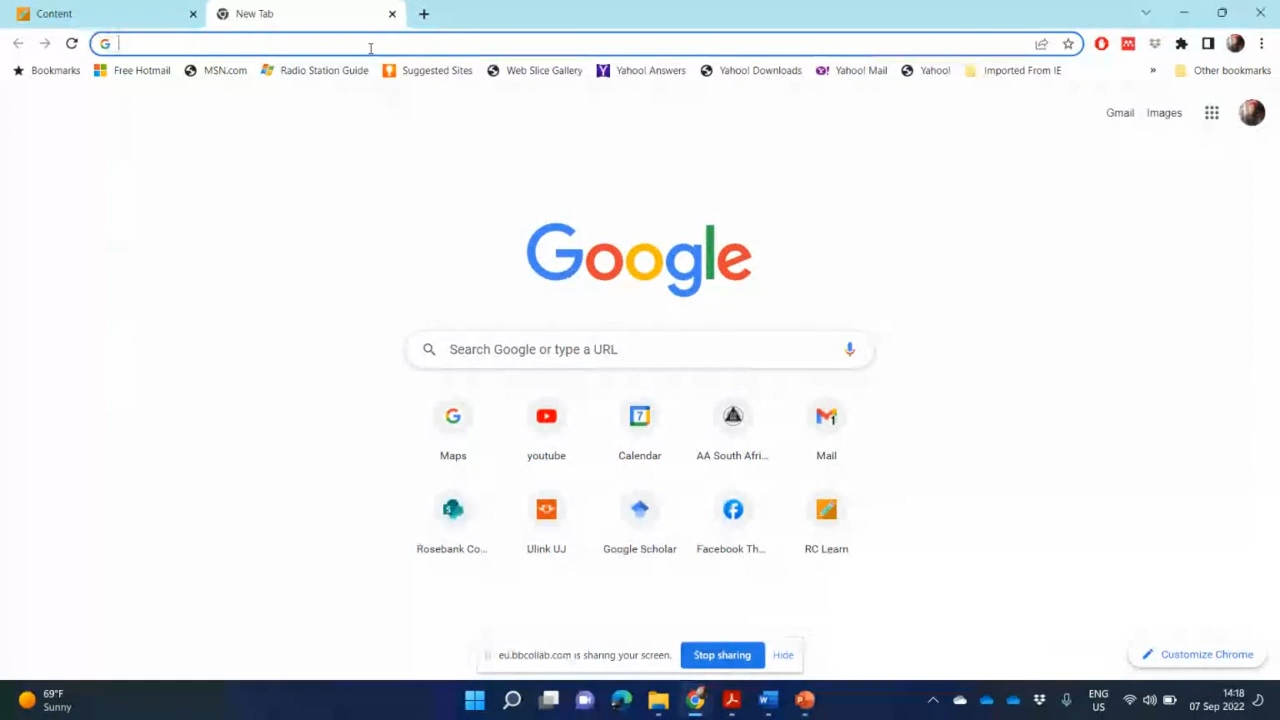 Content
New Tab
Bookmarks Free Hotmail MSN.com Radio Station Guide Suggested Sites Web Slice Gallery Yahoo! Answers Yahoo! Downloads Yahoo! Mail Yahoo! Imported From IE » Other bookmarks
Gmail Images
Google
Search Google or type a URL
Maps youtube Calendar AA South Afri... Mail
Rosebank Co... Ulink UJ Google Scholar Facebook Th... RC Learn
eu.bbcollab.com is sharing your screen. Stop sharing Hide
Customize Chrome
69°F
Sunny
ENG
US
14:18
07 Sep 2022